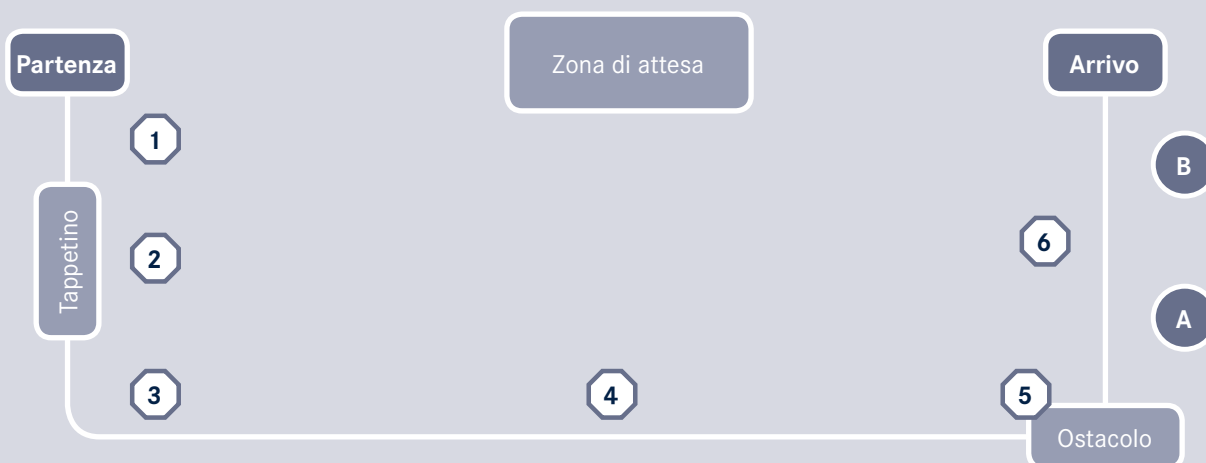 Partenza
Zona di attesa
Arrivo
1
B
Tappetino
2
6
A
3
4
5
Ostacolo